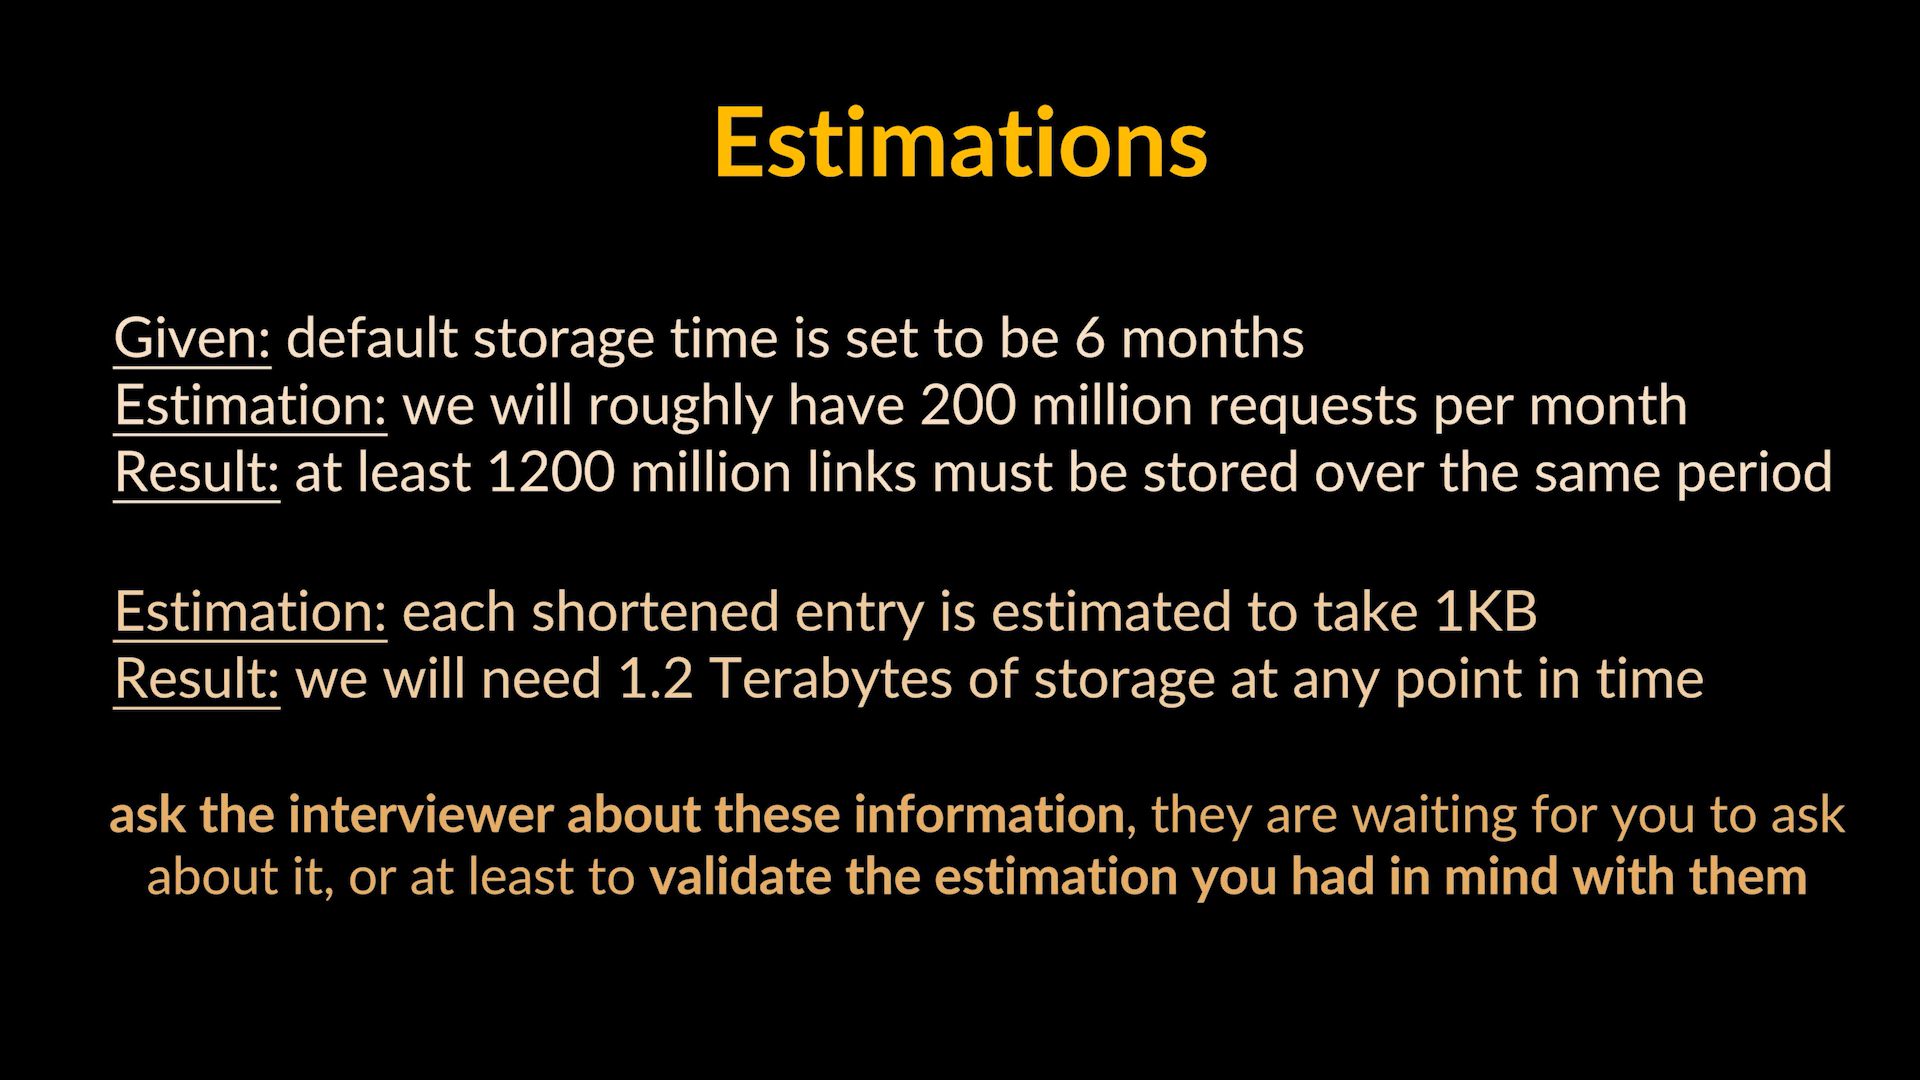 Estimations
Given: default storage time is set to be 6 months
Estimation: we will roughly have 200 million requests per month
Result: at least 1200 million links must be stored over the same period
Estimation: each shortened entry is estimated to take 1KB
Result: we will need 1.2 Terabytes of storage at any point in time
ask the interviewer about these information, they are waiting for you to ask
about it, or at least to validate the estimation you had in mind with them